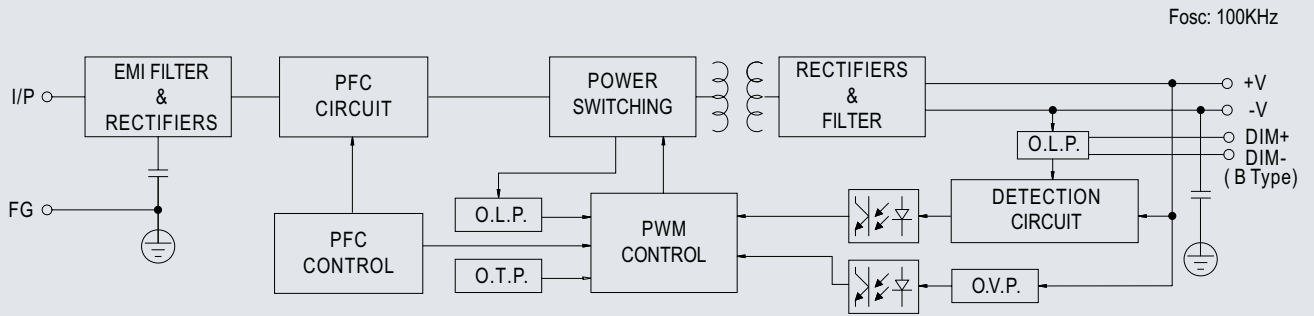 Fosc: 100KHz
I/P
EMI FILTER
&
RECTIFIERS
PFC
CIRCUIT
POWER
SWITCHING
RECTIFIERS
&
FILTER
+V
-V
DIM+
DIM-
( B Type)
O.L.P.
FG
PFC
CONTROL
O.L.P.
O.T.P.
PWM
CONTROL
DETECTION
CIRCUIT
O.V.P.